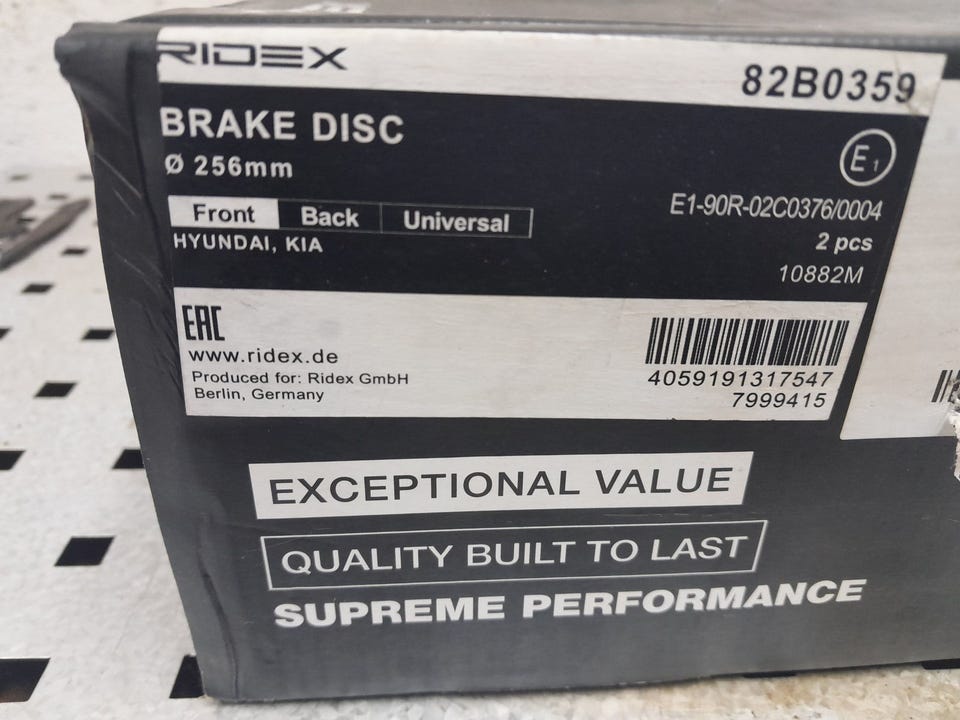 RIDEX
82B0359
BRAKE DISC
Ø 256mm
E1
E1-90R-02C0376/0004
Front Back Universal
2 pcs
HYUNDAI, KIA
10882M
EAC
www.ridex.de
Produced for: Ridex GmbH
Berlin, Germany
4059191317547
7999415
EXCEPTIONAL VALUE
QUALITY BUILT TO LAST
SUPREME PERFORMANCE